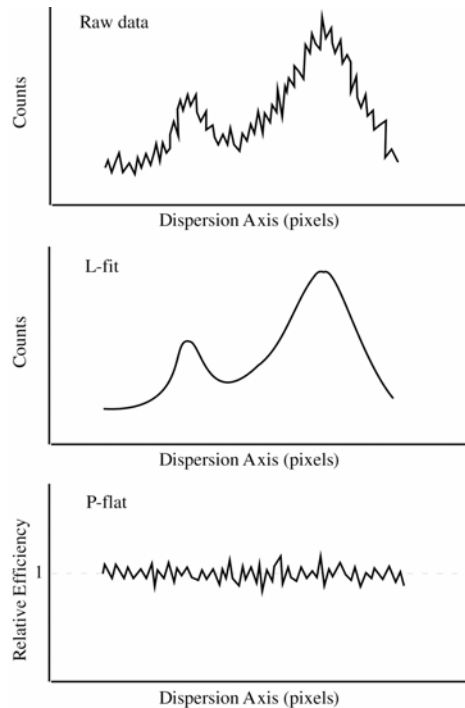 Raw data
Counts
Dispersion Axis (pixels)
L-fit
Counts
Dispersion Axis (pixels)
P-flat
Relative Efficiency
1
Dispersion Axis (pixels)